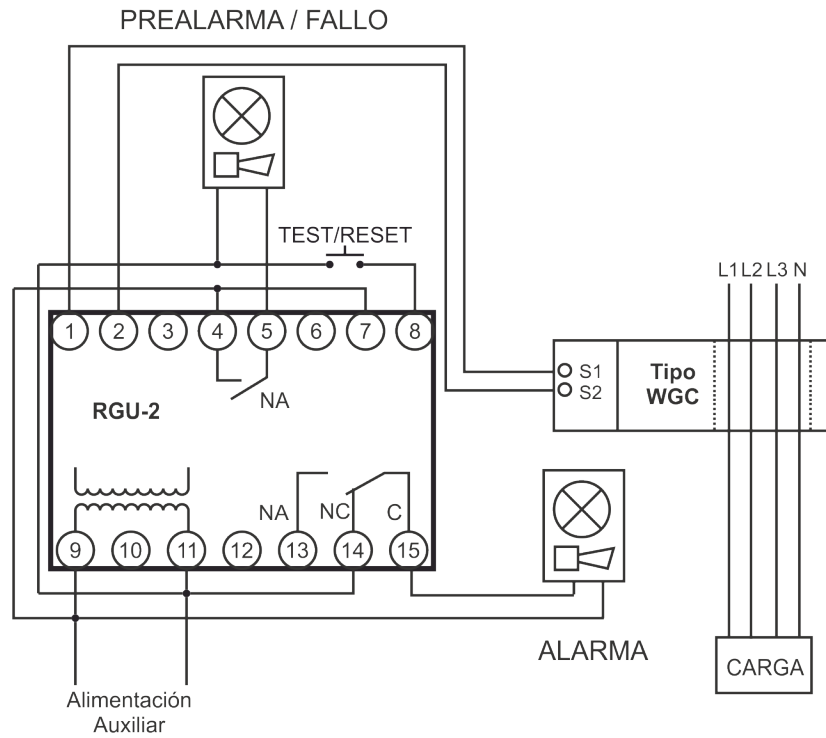 PREALARMA / FALLO
TEST/RESET
L1 L2 L3 N
1 2 3 4 5 6 7 8
S1
S2
Tipo
WGC
NA
RGU-2
NA NC C
9 10 11 12 13 14 15
ALARMA
CARGA
Alimentación
Auxiliar